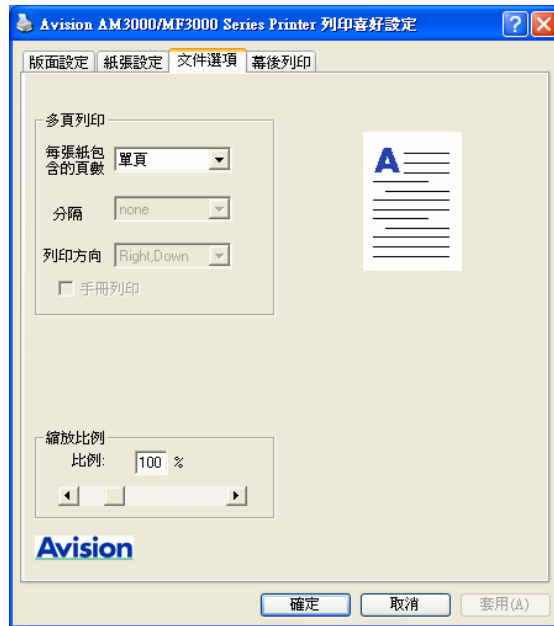 Avision AM3000/MF3000 Series Printer 列印喜好設定
版面設定 紙張設定 文件選項 幕後列印
多頁列印
每張紙包
含的頁數 單頁
分隔 none
列印方向 Right,Down
手冊列印
A
縮放比例
比例: 100 %
Avision
確定 取消 套用(A)